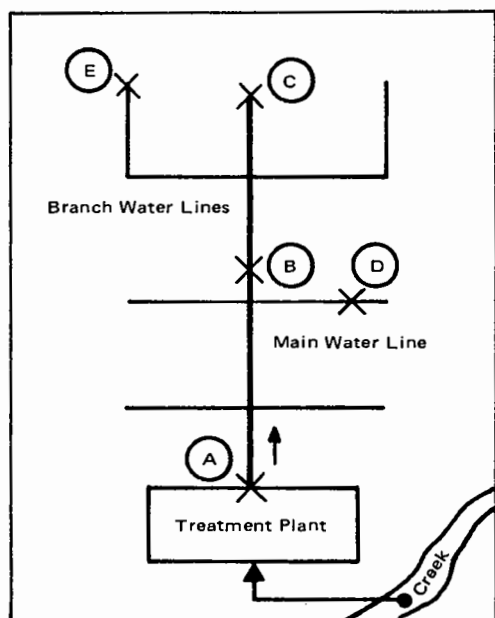 E
C
Branch Water Lines
B
D
Main Water Line
A
Treatment Plant
Creek